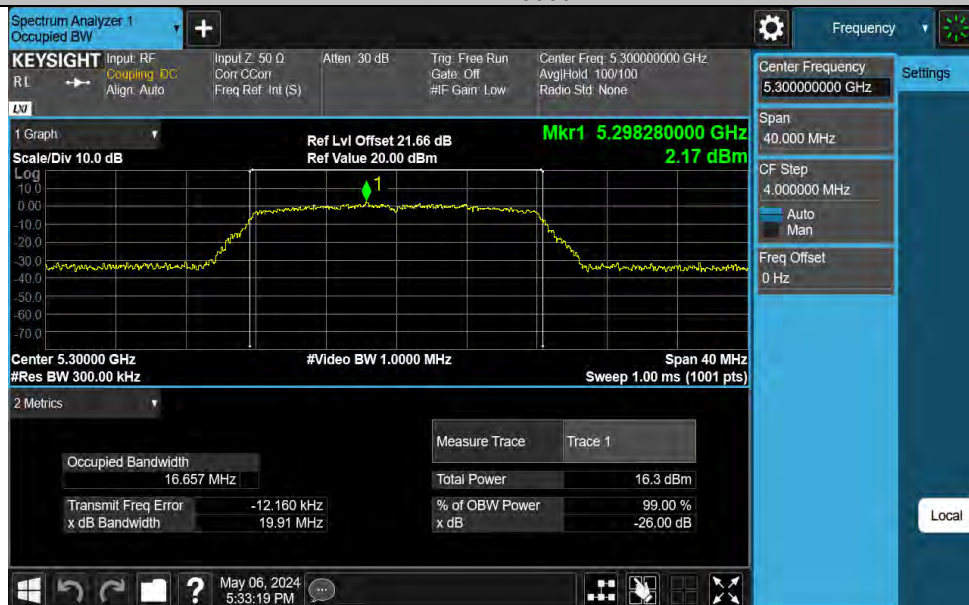 Spectrum Analyzer 1
Occupied BW
+
Frequency
KEYSIGHT
RL
LXI
Input: RF
Coupling: DC
Align: Auto
Input Z: 50 Ω
Corr CCorr
Freq Ref: Int (S)
Atten: 30 dB
Trig: Free Run
Gate: Off
#IF Gain: Low
Center Freq: 5.300000000 GHz
Avg|Hold: 100/100
Radio Std: None
Center Frequency
5.300000000 GHz
Settings
Span
40.000 MHz
CF Step
4.000000 MHz
Auto
Man
Freq Offset
0 Hz
Local
1 Graph
Scale/Div 10.0 dB
Ref Lvl Offset 21.66 dB
Ref Value 20.00 dBm
Mkr1 5.298280000 GHz
2.17 dBm
Log
10.0
0.00
-10.0
-20.0
-30.0
-40.0
-50.0
-60.0
-70.0
1
Center 5.30000 GHz
#Res BW 300.00 kHz
#Video BW 1.0000 MHz
Span 40 MHz
Sweep 1.00 ms (1001 pts)
2 Metrics
Measure Trace Trace 1
Occupied Bandwidth
16.657 MHz
Total Power 16.3 dBm
Transmit Freq Error -12.160 kHz
% of OBW Power 99.00 %
x dB Bandwidth 19.91 MHz
x dB -26.00 dB
?
May 06, 2024
5:33:19 PM